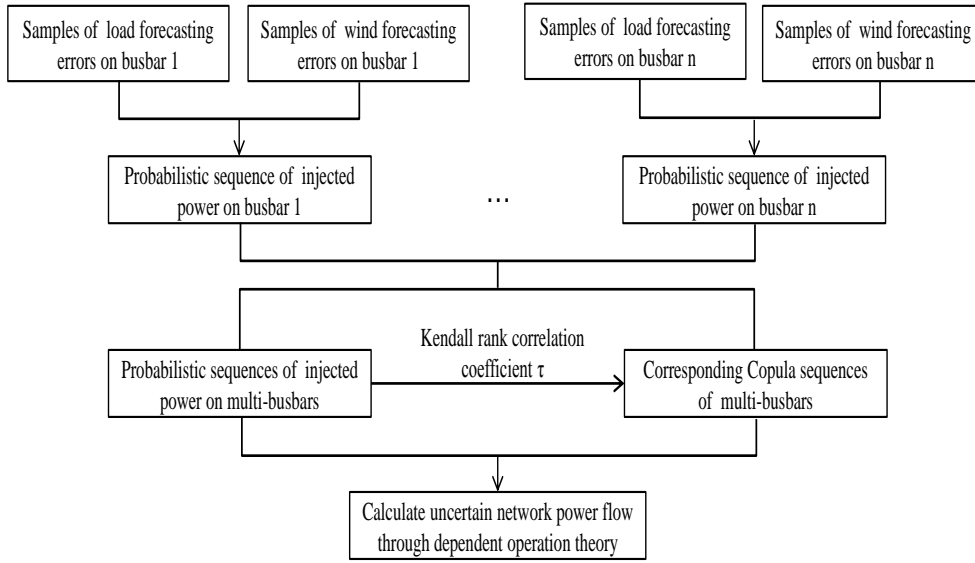 Samples of load forecasting
errors on busbar 1
Samples of wind forecasting
errors on busbar 1
Samples of load forecasting
errors on busbar n
Samples of wind forecasting
errors on busbar n
Probabilistic sequence of injected
power on busbar 1
...
Probabilistic sequence of injected
power on busbar n
Kendall rank correlation
coefficient τ
Probabilistic sequences of injected
power on multi-busbars
Corresponding Copula sequences
of multi-busbars
Calculate uncertain network power flow
through dependent operation theory